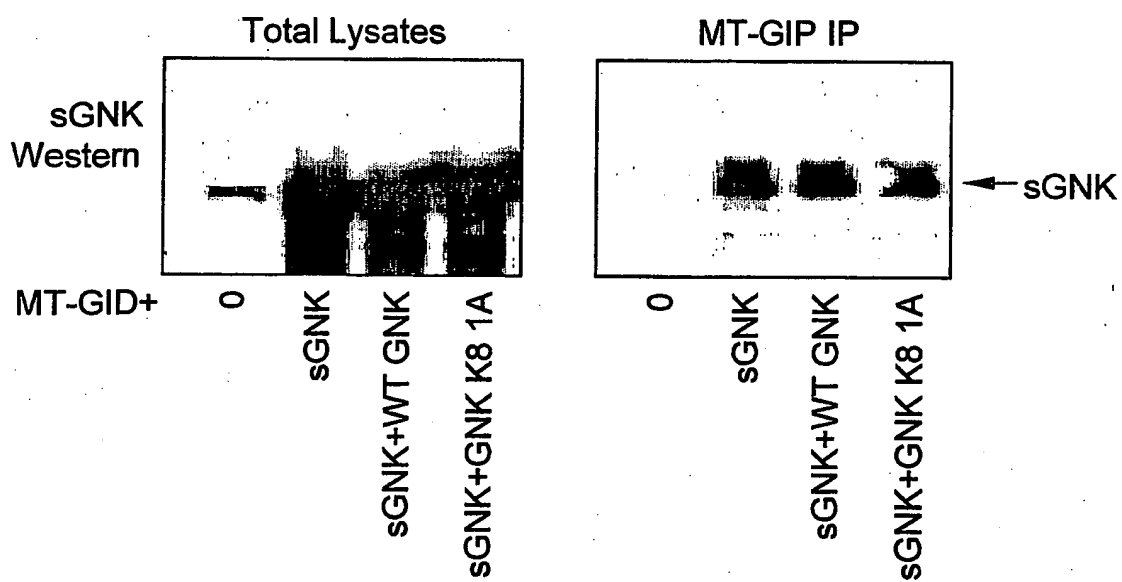 Total Lysates
MT-GIP IP
sGNK
Western
sGNK
MT-GID+
0
sGNK
sGNK+WT GNK
sGNK+GNK K8 1A
0
sGNK
sGNK+WT GNK
sGNK+GNK K8 1A